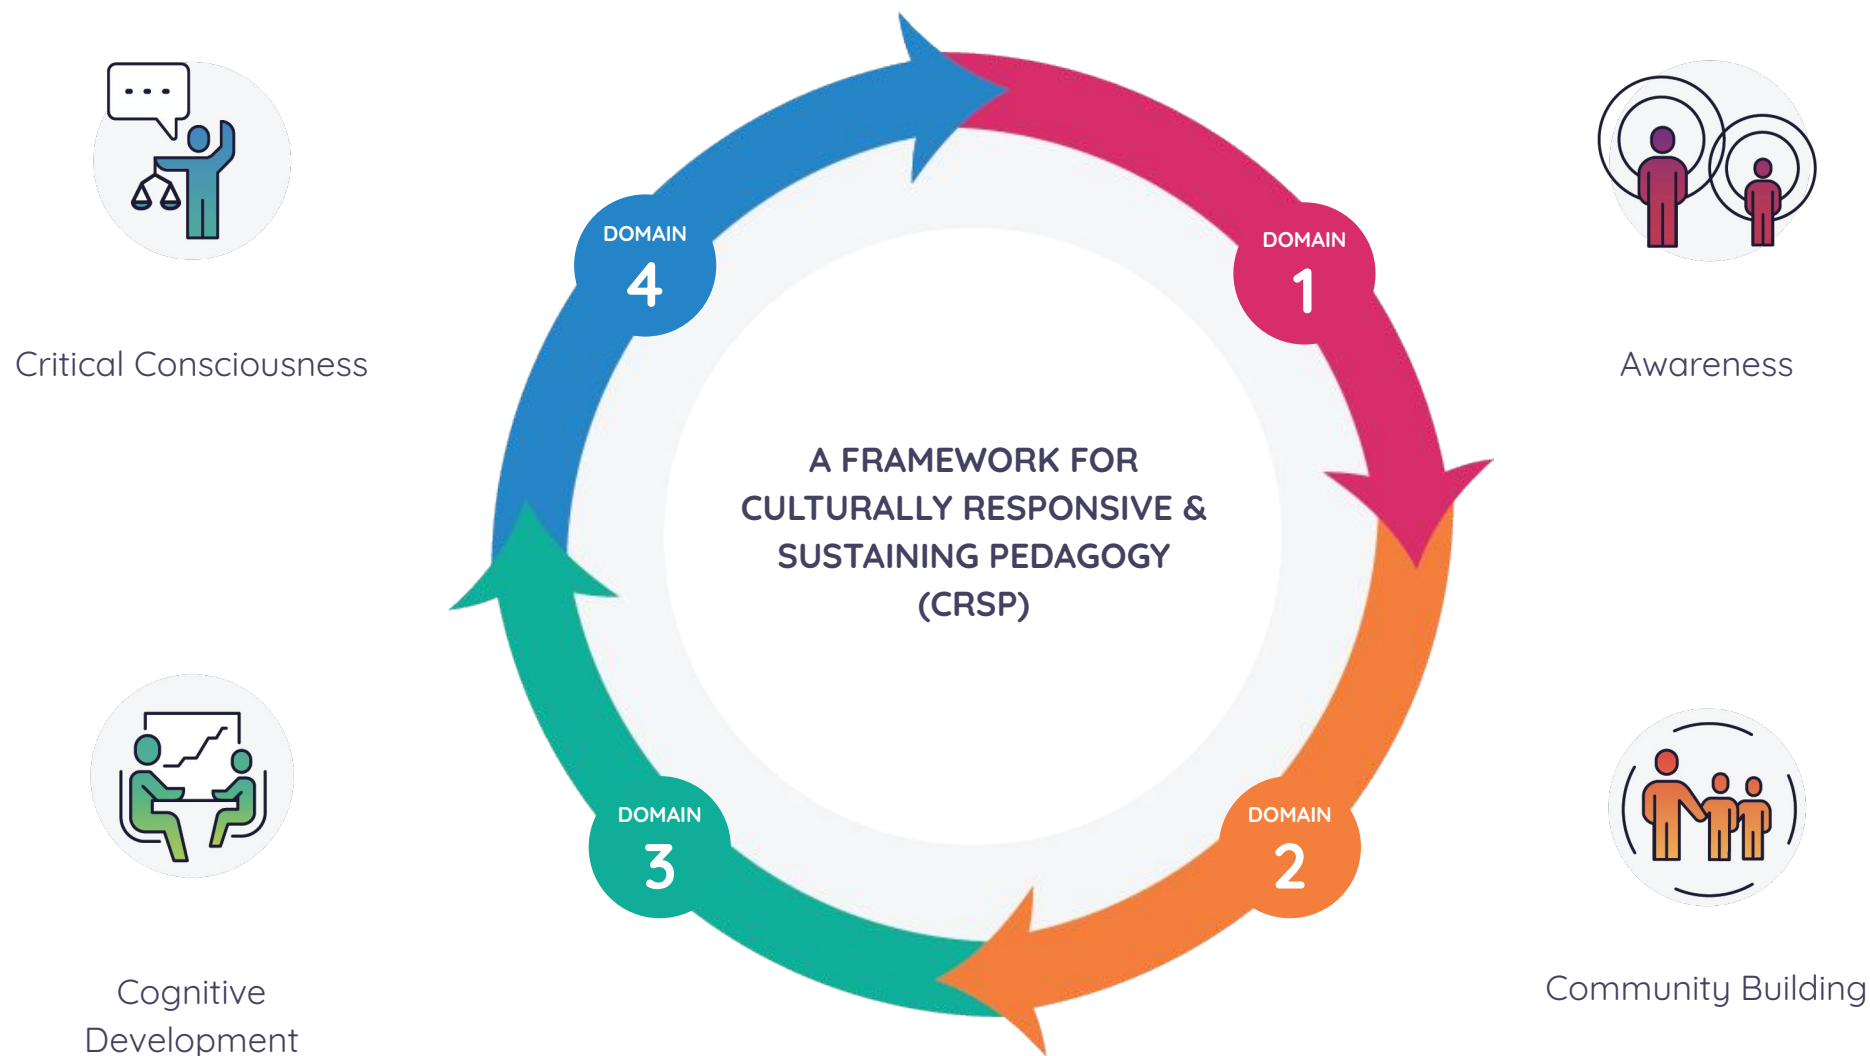 DOMAIN
4
DOMAIN
1
Critical Consciousness
Awareness
A FRAMEWORK FOR
CULTURALLY RESPONSIVE &
SUSTAINING PEDAGOGY
(CRSP)
DOMAIN
3
DOMAIN
2
Cognitive
Development
Community Building